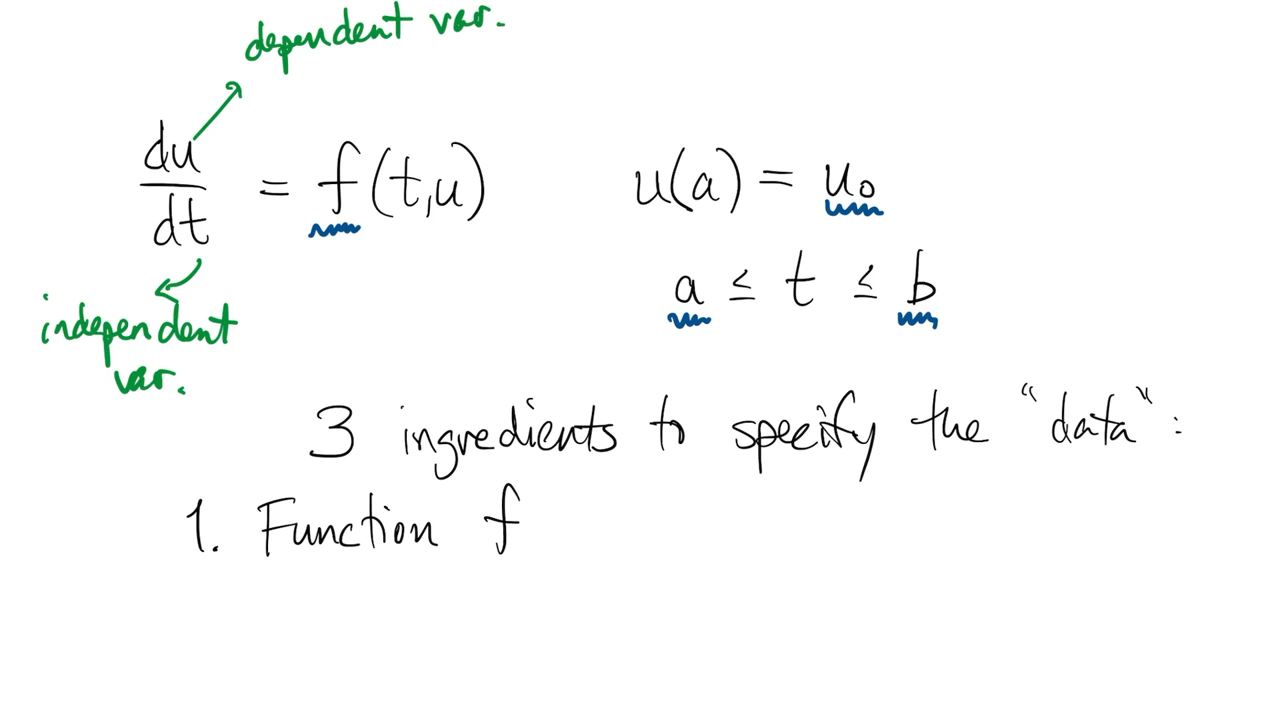 dependent var.
du/dt = f(t,u)
u(a) = u₀
a ≤ t ≤ b
independent
var.
3 ingredients to specify the "data":
1. Function f